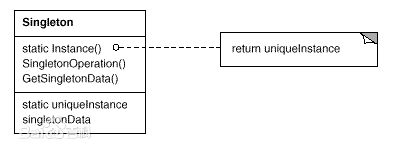 Singleton
static Instance()
SingletonOperation()
GetSingletonData()
static uniqueInstance
singletonData
return uniqueInstance